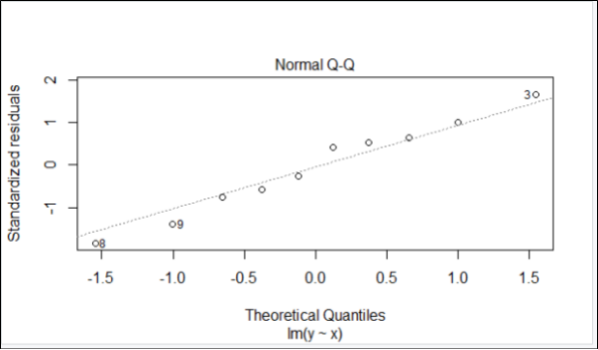 Normal Q-Q
Standardized residuals
2
1
0
-1
3
9
8
-1.5 -1.0 -0.5 0.0 0.5 1.0 1.5
Theoretical Quantiles
lm(y ~ x)